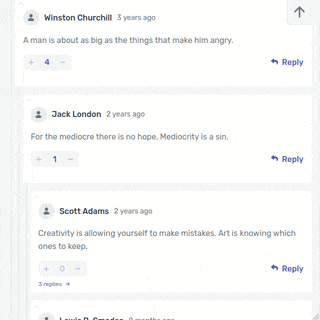 Winston Churchill 3 years ago
A man is about as big as the things that make him angry.
+ 4 −
Reply
Jack London 2 years ago
For the mediocre there is no hope. Mediocrity is a sin.
+ 1 −
Reply
Scott Adams 2 years ago
Creativity is allowing yourself to make mistakes. Art is knowing which
ones to keep.
+ 0 −
Reply
3 replies